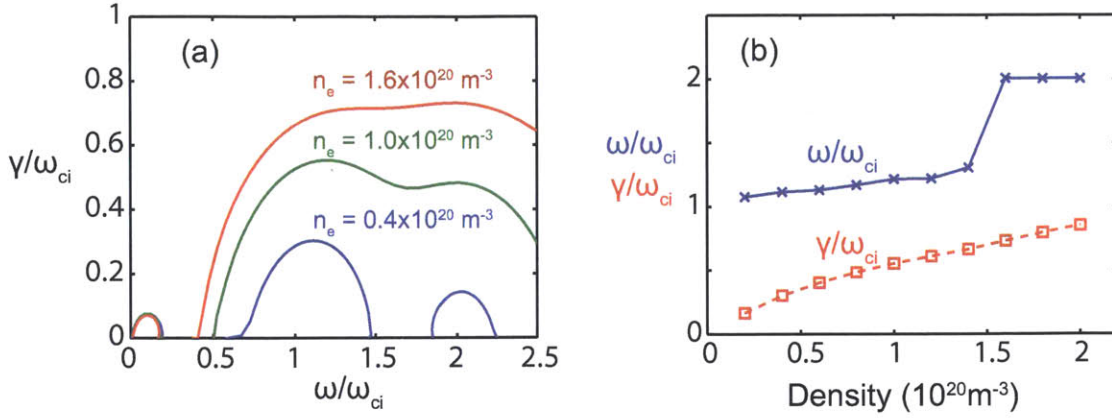 (a)
1
0.8
0.6
0.4
0.2
0
γ/ω_ci
n_e = 1.6x10^20 m^-3
n_e = 1.0x10^20 m^-3
n_e = 0.4x10^20 m^-3
0 0.5 1 1.5 2 2.5
ω/ω_ci
(b)
2
1
0
ω/ω_ci
γ/ω_ci
ω/ω_ci
γ/ω_ci
0 0.5 1 1.5 2
Density (10^20m^-3)